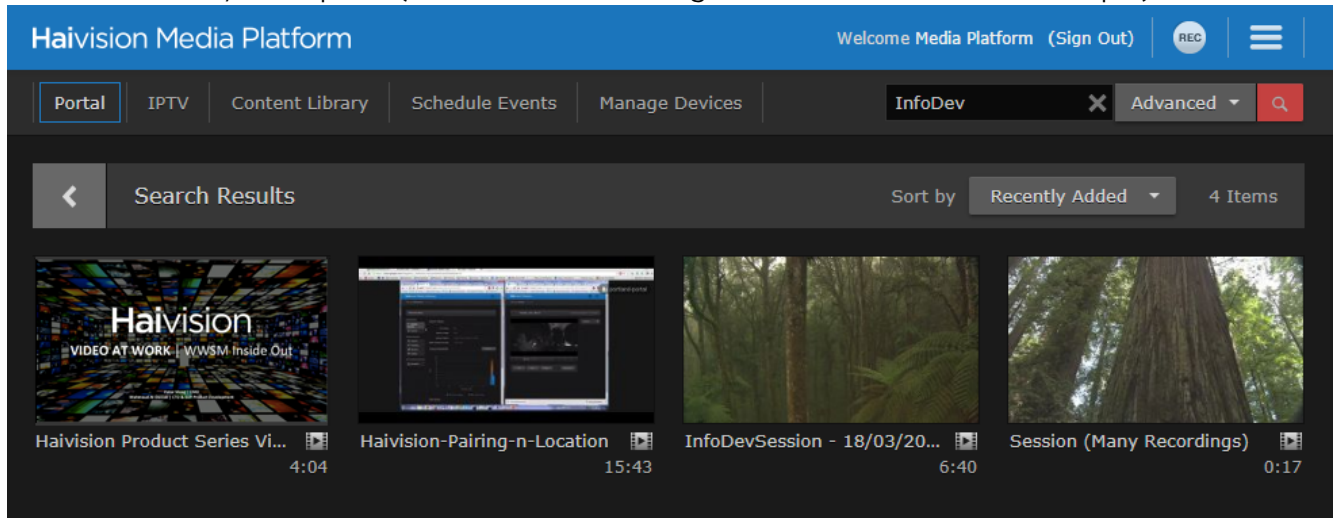 Haivision Media Platform
Welcome Media Platform (Sign Out)
REC
Portal
IPTV
Content Library
Schedule Events
Manage Devices
InfoDev
Advanced
Search Results
Sort by
Recently Added
4 Items
Haivision
VIDEO AT WORK | WWSM Inside Out
Haivision Product Series Vi...
4:04
Haivision-Pairing-n-Location
15:43
InfoDevSession - 18/03/20...
6:40
Session (Many Recordings)
0:17